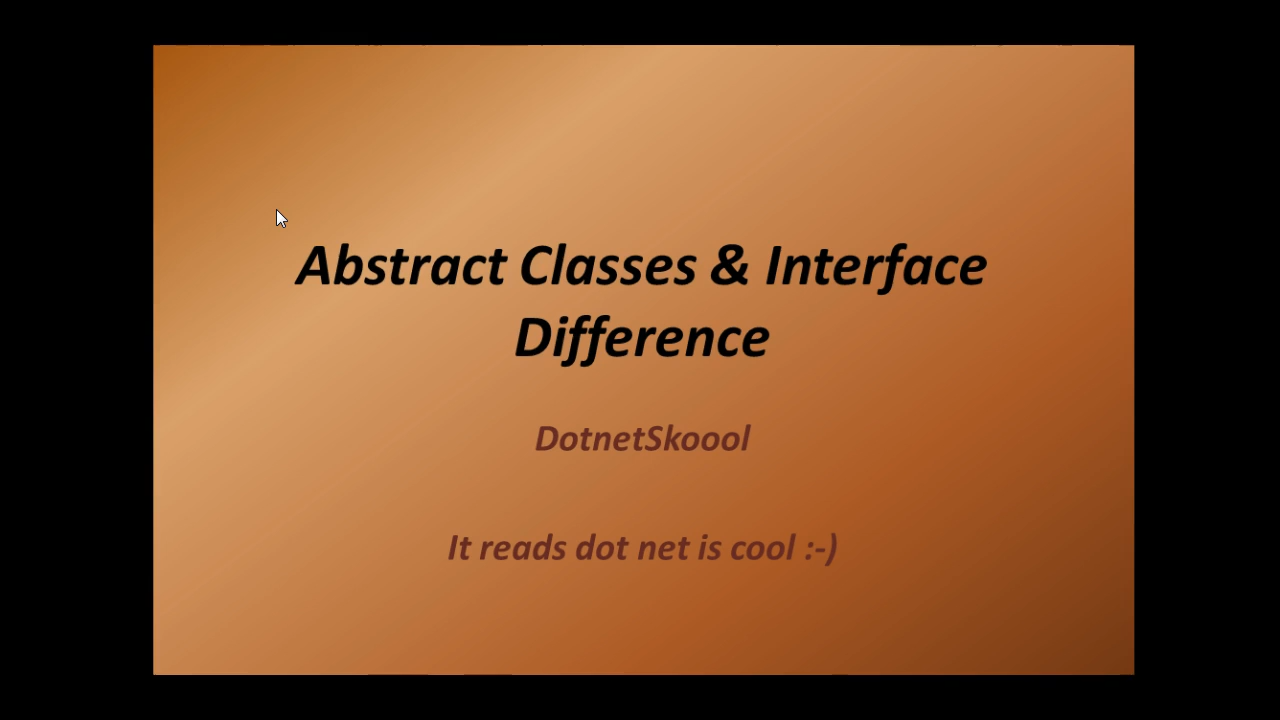 Abstract Classes & Interface
Difference
DotnetSkoool
It reads dot net is cool :-)